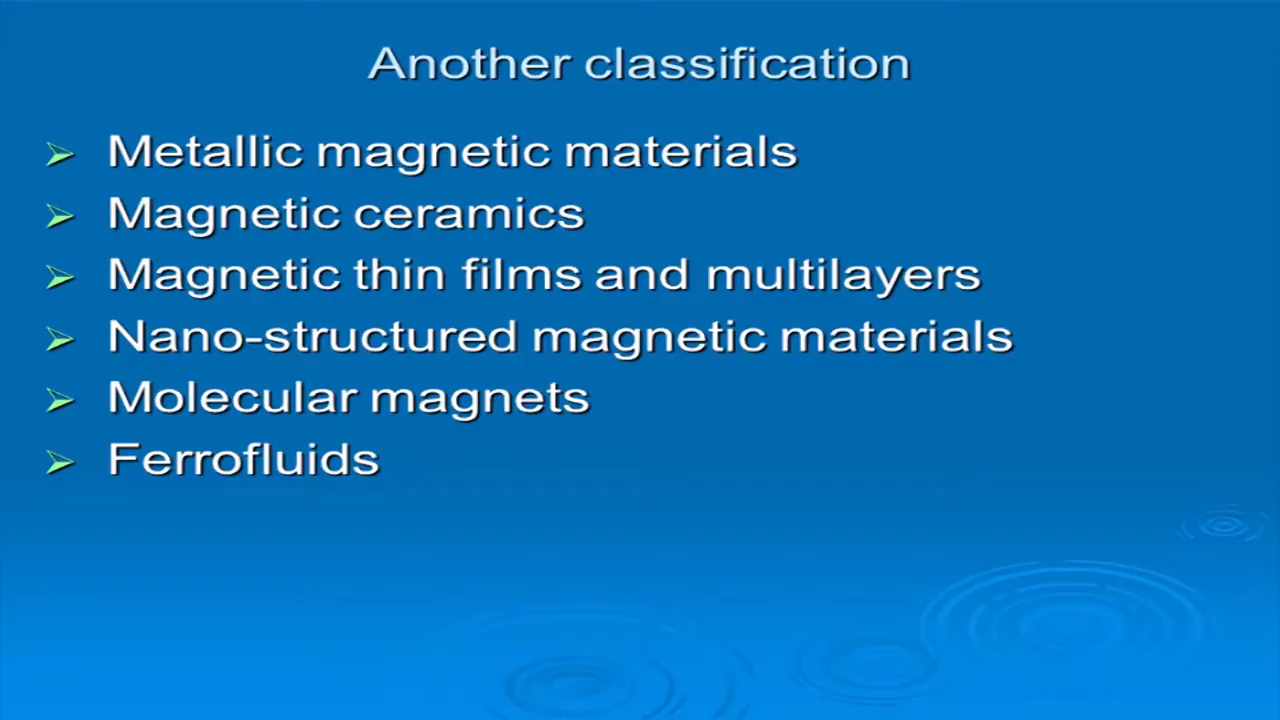 Another classification
Metallic magnetic materials
Magnetic ceramics
Magnetic thin films and multilayers
Nano-structured magnetic materials
Molecular magnets
Ferrofluids